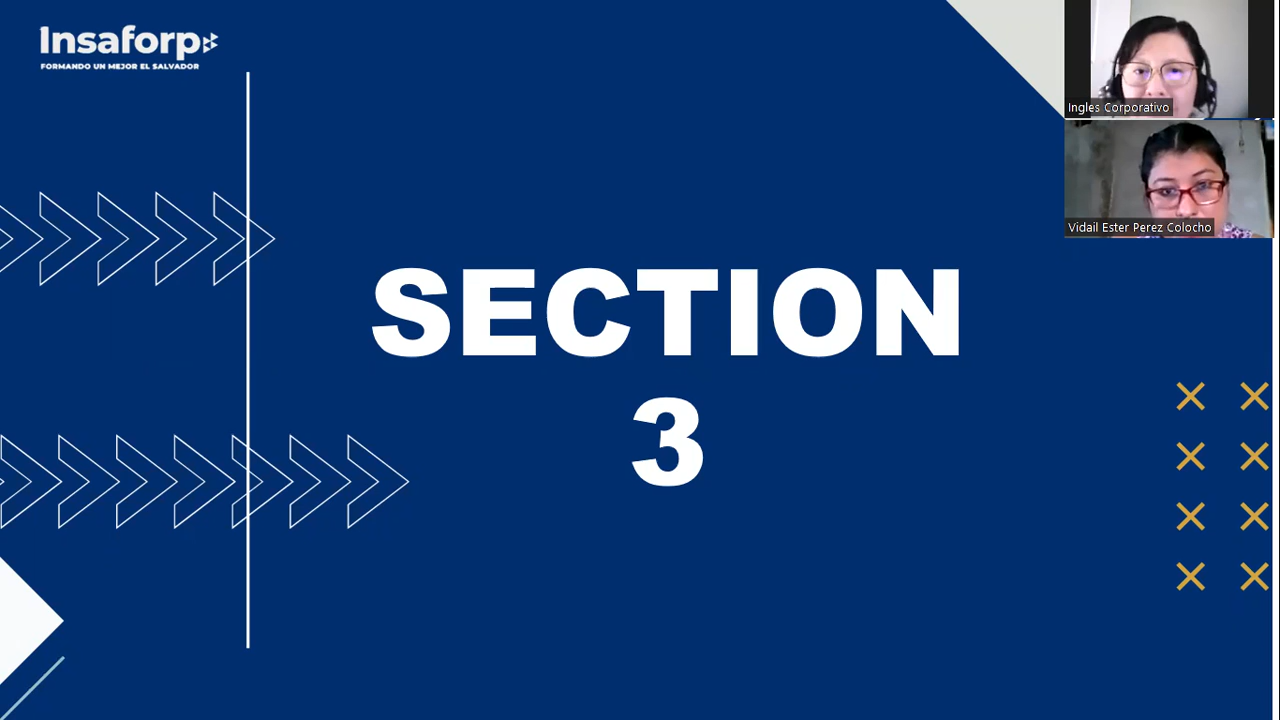 Insaforp
FORMANDO UN MEJOR EL SALVADOR
Ingles Corporativo
Vidail Ester Perez Colocho
SECTION
3